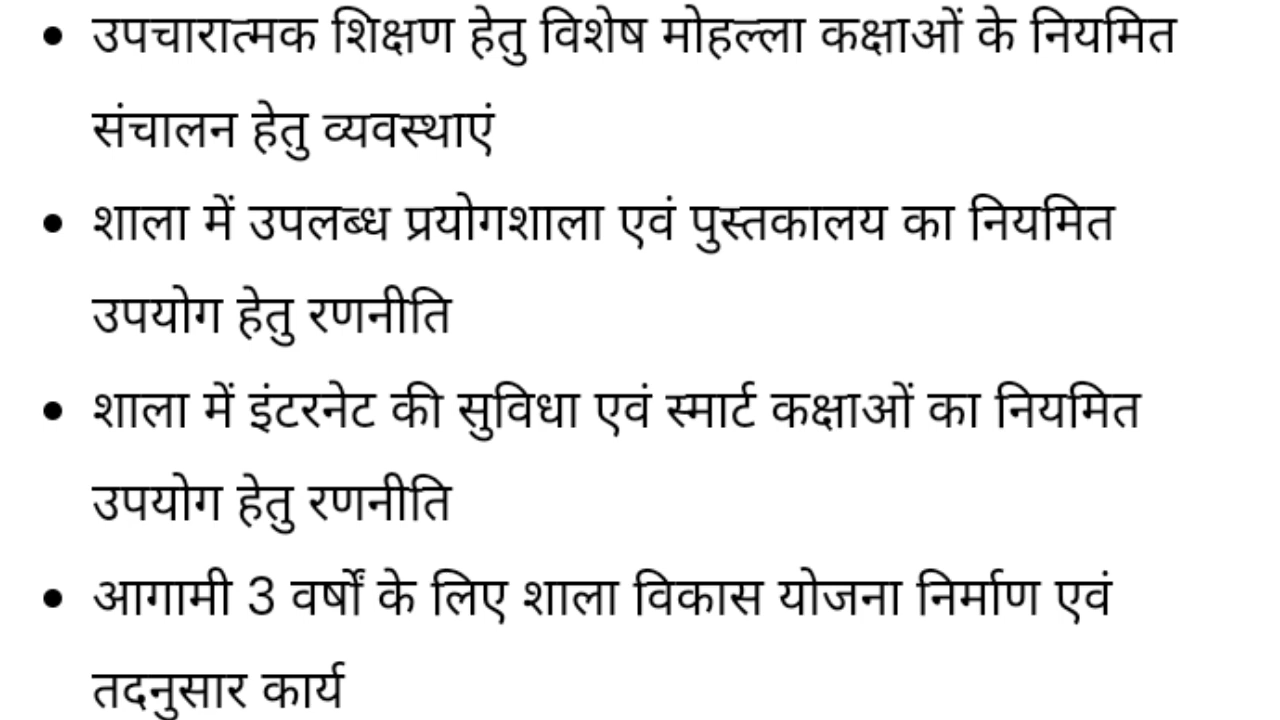 • उपचारात्मक शिक्षण हेतु विशेष मोहल्ला कक्षाओं के नियमित
संचालन हेतु व्यवस्थाएं
• शाला में उपलब्ध प्रयोगशाला एवं पुस्तकालय का नियमित
उपयोग हेतु रणनीति
• शाला में इंटरनेट की सुविधा एवं स्मार्ट कक्षाओं का नियमित
उपयोग हेतु रणनीति
• आगामी 3 वर्षों के लिए शाला विकास योजना निर्माण एवं
तदनुसार कार्य